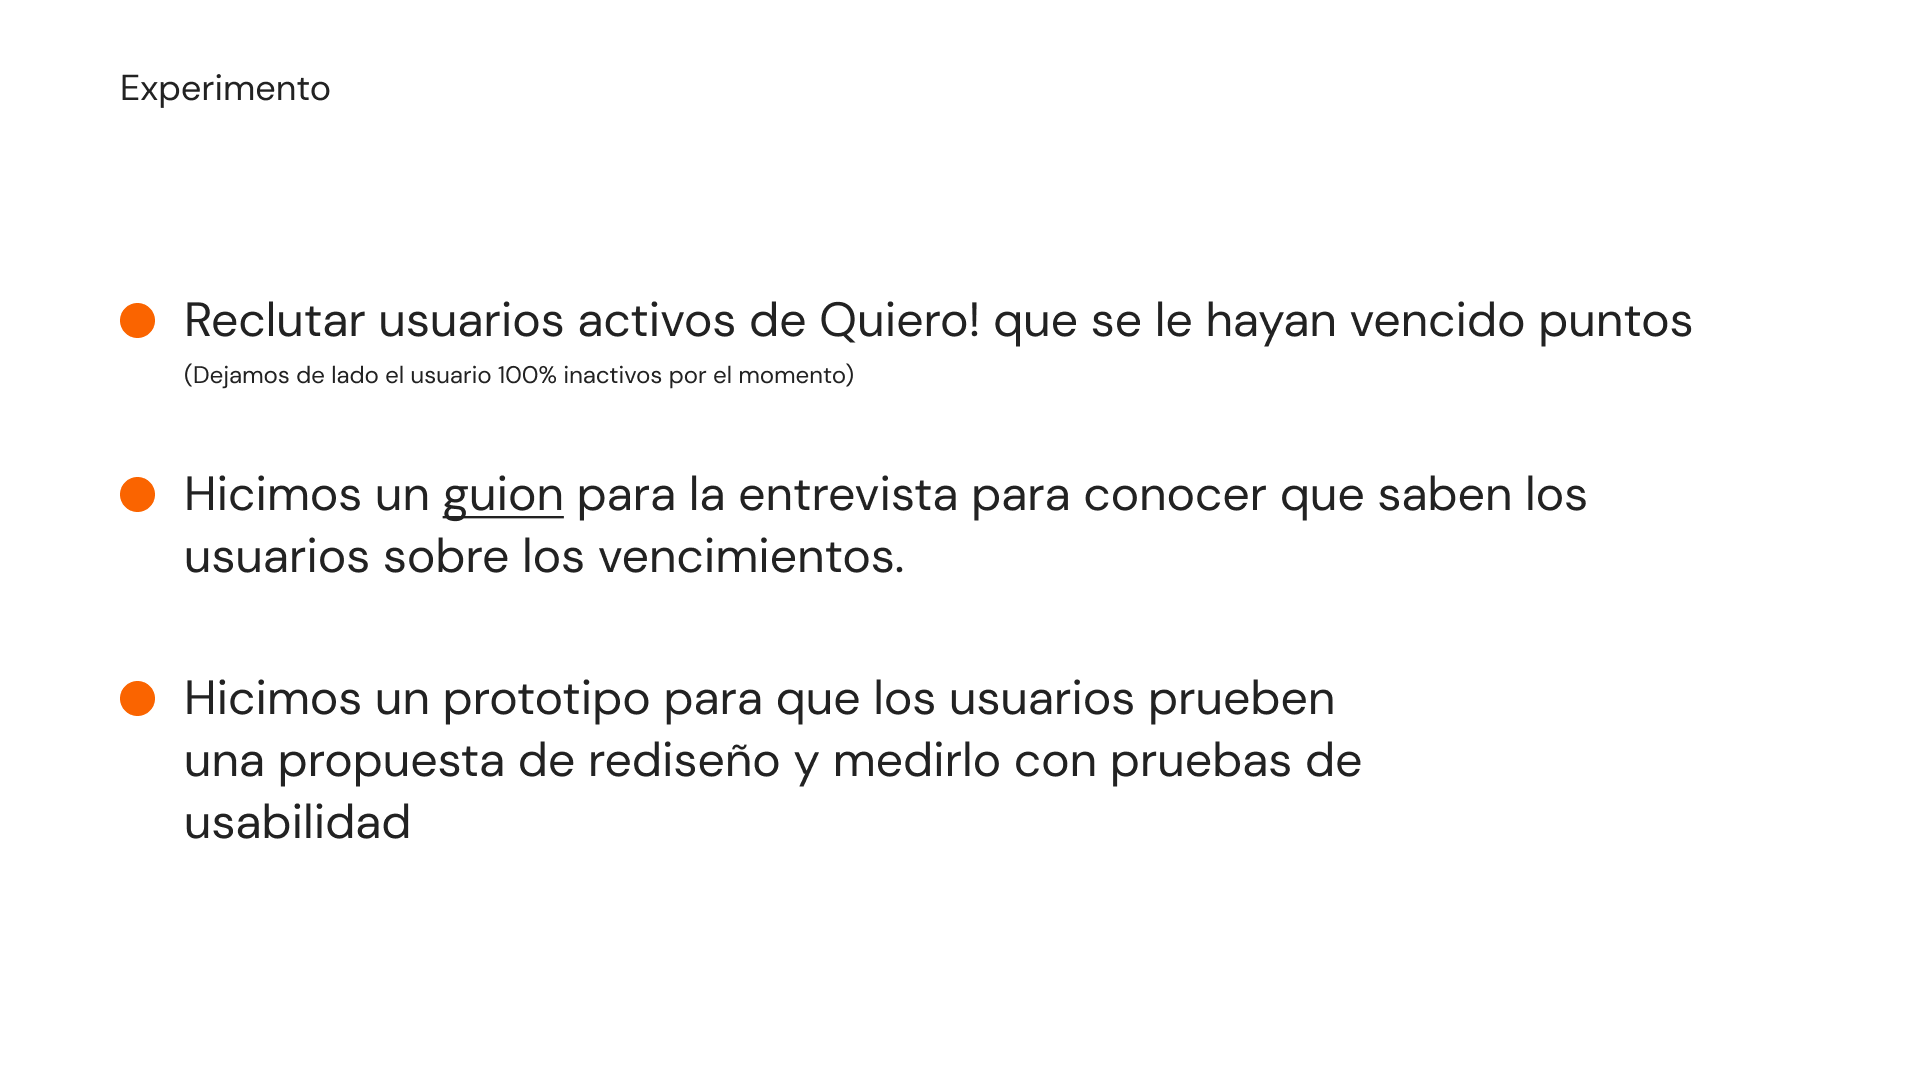 Experimento
Reclutar usuarios activos de Quiero! que se le hayan vencido puntos
(Dejamos de lado el usuario 100% inactivos por el momento)
Hicimos un guion para la entrevista para conocer que saben los
usuarios sobre los vencimientos.
Hicimos un prototipo para que los usuarios prueben
una propuesta de rediseño y medirlo con pruebas de
usabilidad